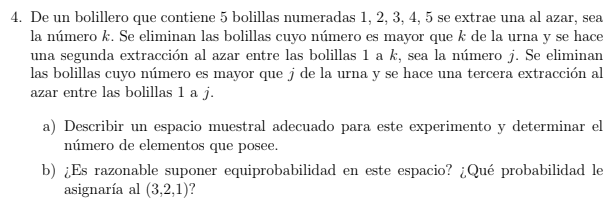 4. De un bolillero que contiene 5 bolillas numeradas 1, 2, 3, 4, 5 se extrae una al azar, sea
la número k. Se eliminan las bolillas cuyo número es mayor que k de la urna y se hace
una segunda extracción al azar entre las bolillas 1 a k, sea la número j. Se eliminan
las bolillas cuyo número es mayor que j de la urna y se hace una tercera extracción al
azar entre las bolillas 1 a j.
a) Describir un espacio muestral adecuado para este experimento y determinar el
número de elementos que posee.
b) ¿Es razonable suponer equiprobabilidad en este espacio? ¿Qué probabilidad le
asignaría al (3,2,1)?